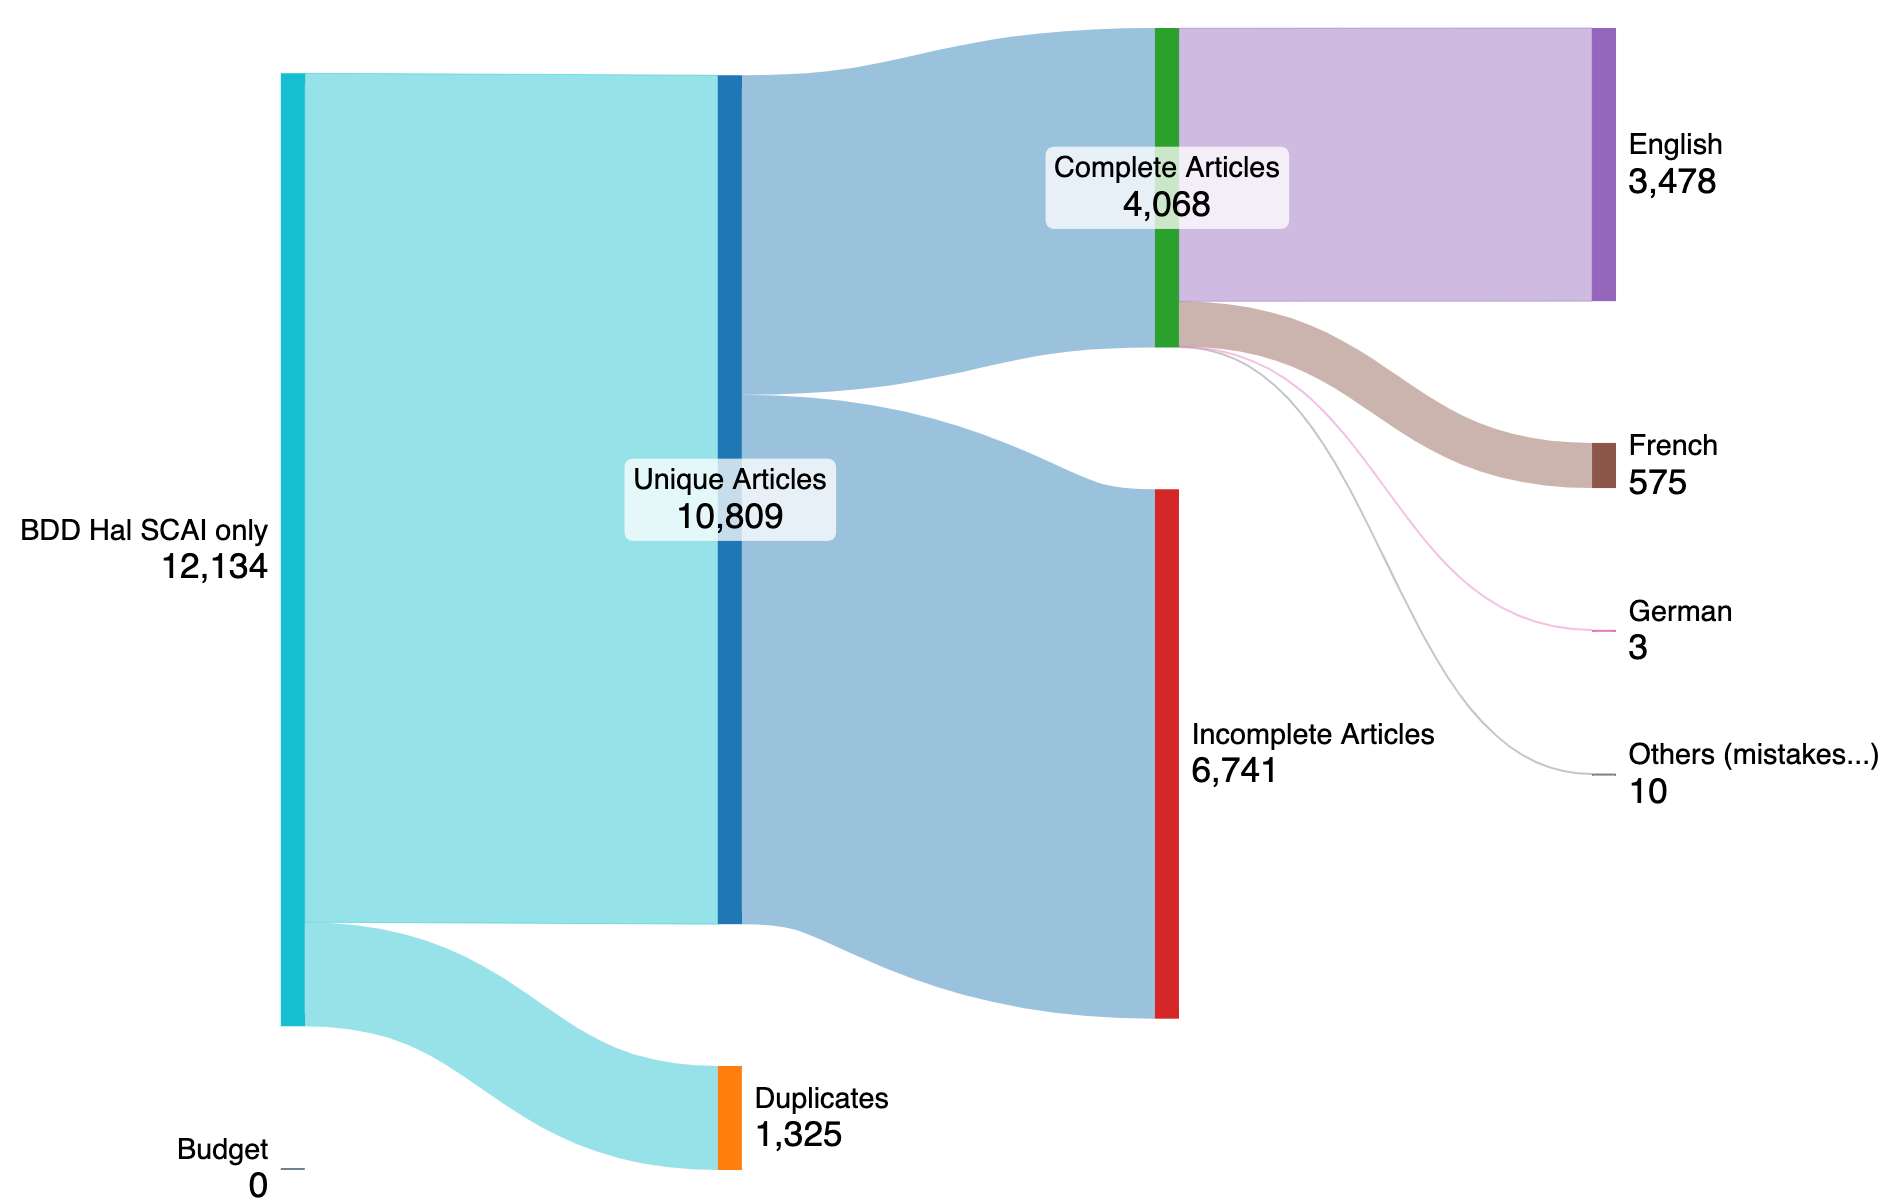 BDD Hal SCAI only
12,134
Budget
0
Unique Articles
10,809
Duplicates
1,325
Complete Articles
4,068
Incomplete Articles
6,741
English
3,478
French
575
German
3
Others (mistakes...)
10